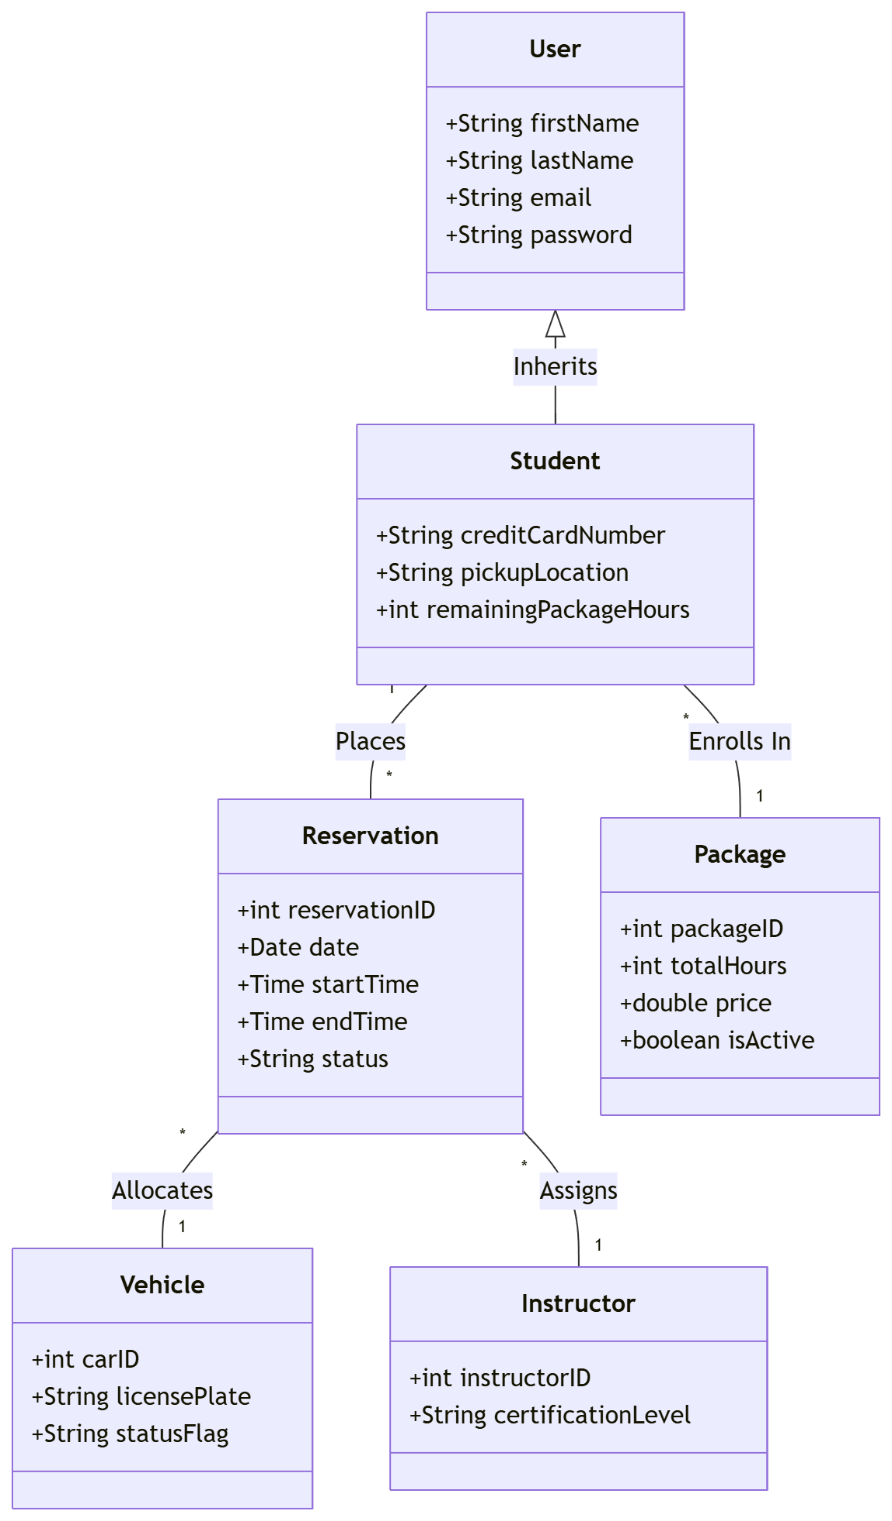 User
+String firstName
+String lastName
+String email
+String password
Inherits
Student
+String creditCardNumber
+String pickupLocation
+int remainingPackageHours
1
Places
*
*
Enrolls In
1
Reservation
+int reservationID
+Date date
+Time startTime
+Time endTime
+String status
Package
+int packageID
+int totalHours
+double price
+boolean isActive
*
Allocates
1
*
Assigns
1
Vehicle
+int carID
+String licensePlate
+String statusFlag
Instructor
+int instructorID
+String certificationLevel